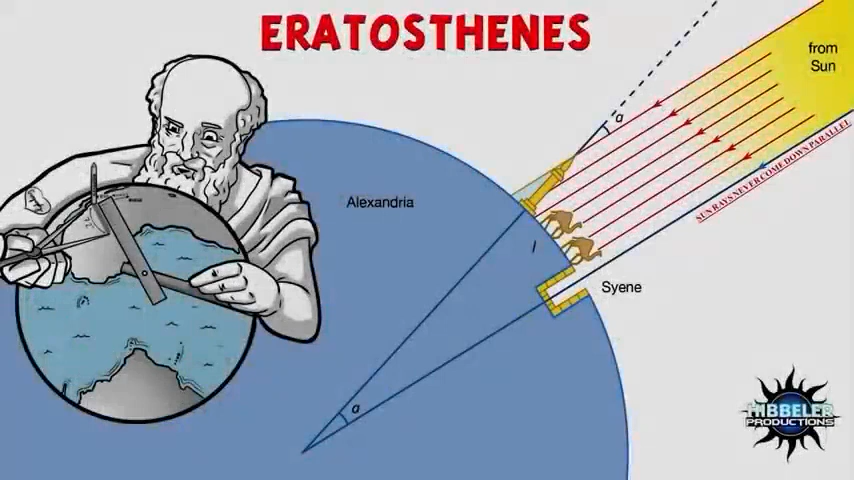 ERATOSTHENES
from
Sun
a
SUN RAYS NEVER COME DOWN PARALLEL
Alexandria
l
Syene
a
HIBBELER
PRODUCTIONS